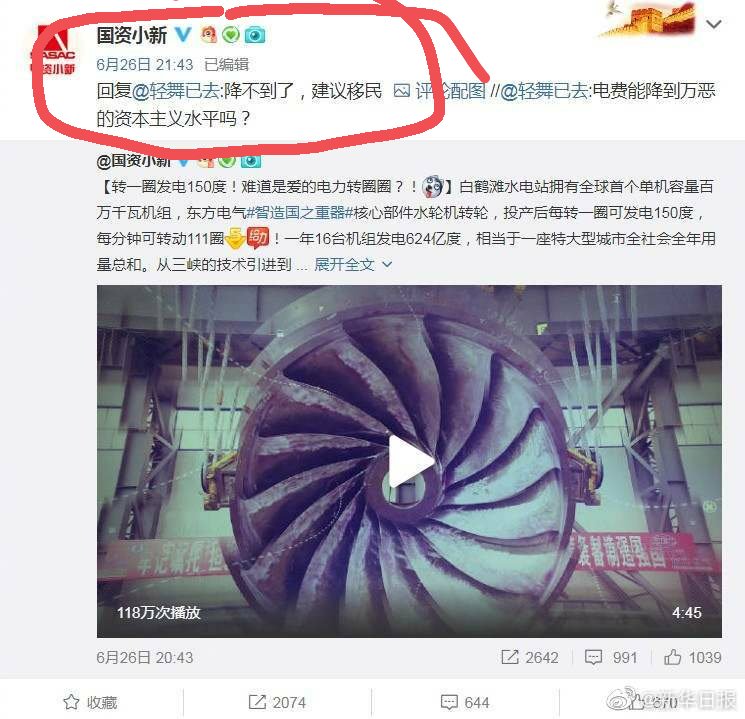 SASAC
国资小新
国资小新
6月26日 21:43 已编辑
回复@轻舞已去:降不到了，建议移民 评论配图 //@轻舞已去:电费能降到万恶
的资本主义水平吗？
@国资小新
【转一圈发电150度！难道是爱的电力转圈圈？！】白鹤滩水电站拥有全球首个单机容量百
万千瓦机组，东方电气#智造国之重器#核心部件水轮机转轮，投产后每转一圈可发电150度，
每分钟可转动111圈 给力！一年16台机组发电624亿度，相当于一座特大型城市全社会全年用
量总和。从三峡的技术引进到 ... 展开全文
118万次播放
4:45
6月26日 20:43
2642
991
1039
收藏
2074
644
670
@新华日报